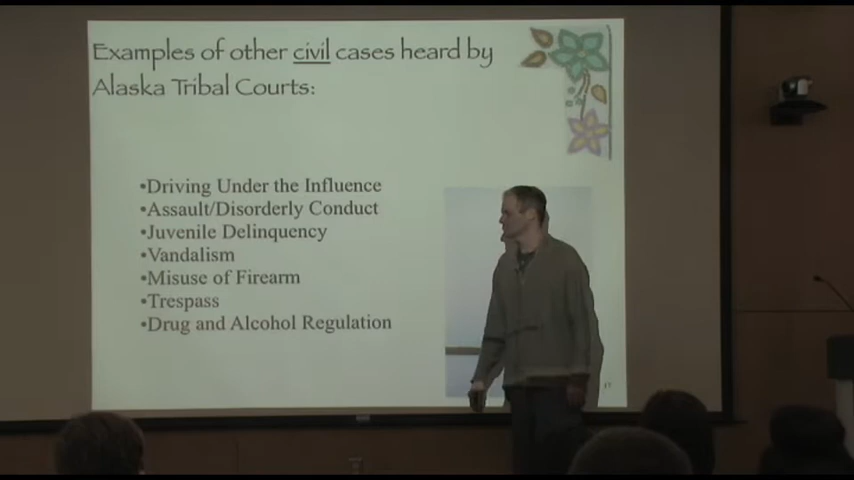 Examples of other civil cases heard by
Alaska Tribal Courts:
•Driving Under the Influence
•Assault/Disorderly Conduct
•Juvenile Delinquency
•Vandalism
•Misuse of Firearm
•Trespass
•Drug and Alcohol Regulation